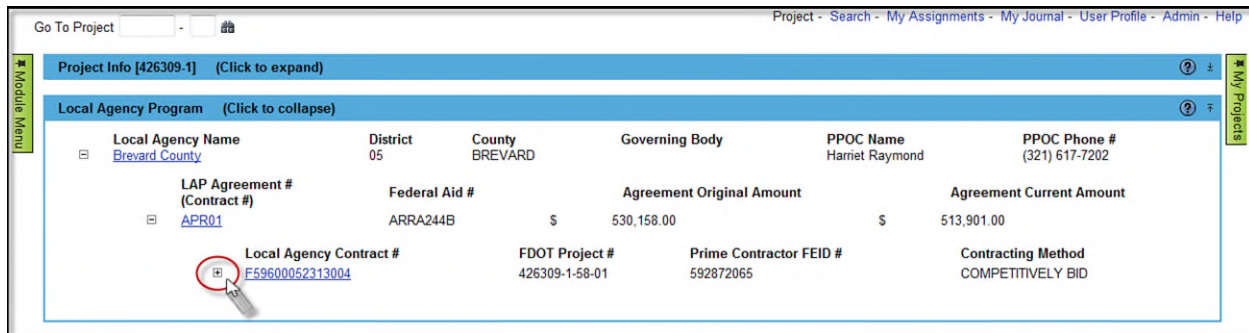 Project - Search - My Assignments - My Journal - User Profile - Admin - Help
Go To Project -
Module Menu
Project Info [426309-1] (Click to expand)
My Projects
Local Agency Program (Click to collapse)
Local Agency Name District County Governing Body PPOC Name PPOC Phone #
Brevard County 05 BREVARD Harriet Raymond (321) 617-7202
LAP Agreement #
(Contract #) Federal Aid # Agreement Original Amount Agreement Current Amount
APR01 ARRA244B $ 530,158.00 $ 513,901.00
Local Agency Contract # FDOT Project # Prime Contractor FEID # Contracting Method
F59600052313004 426309-1-58-01 592872065 COMPETITIVELY BID